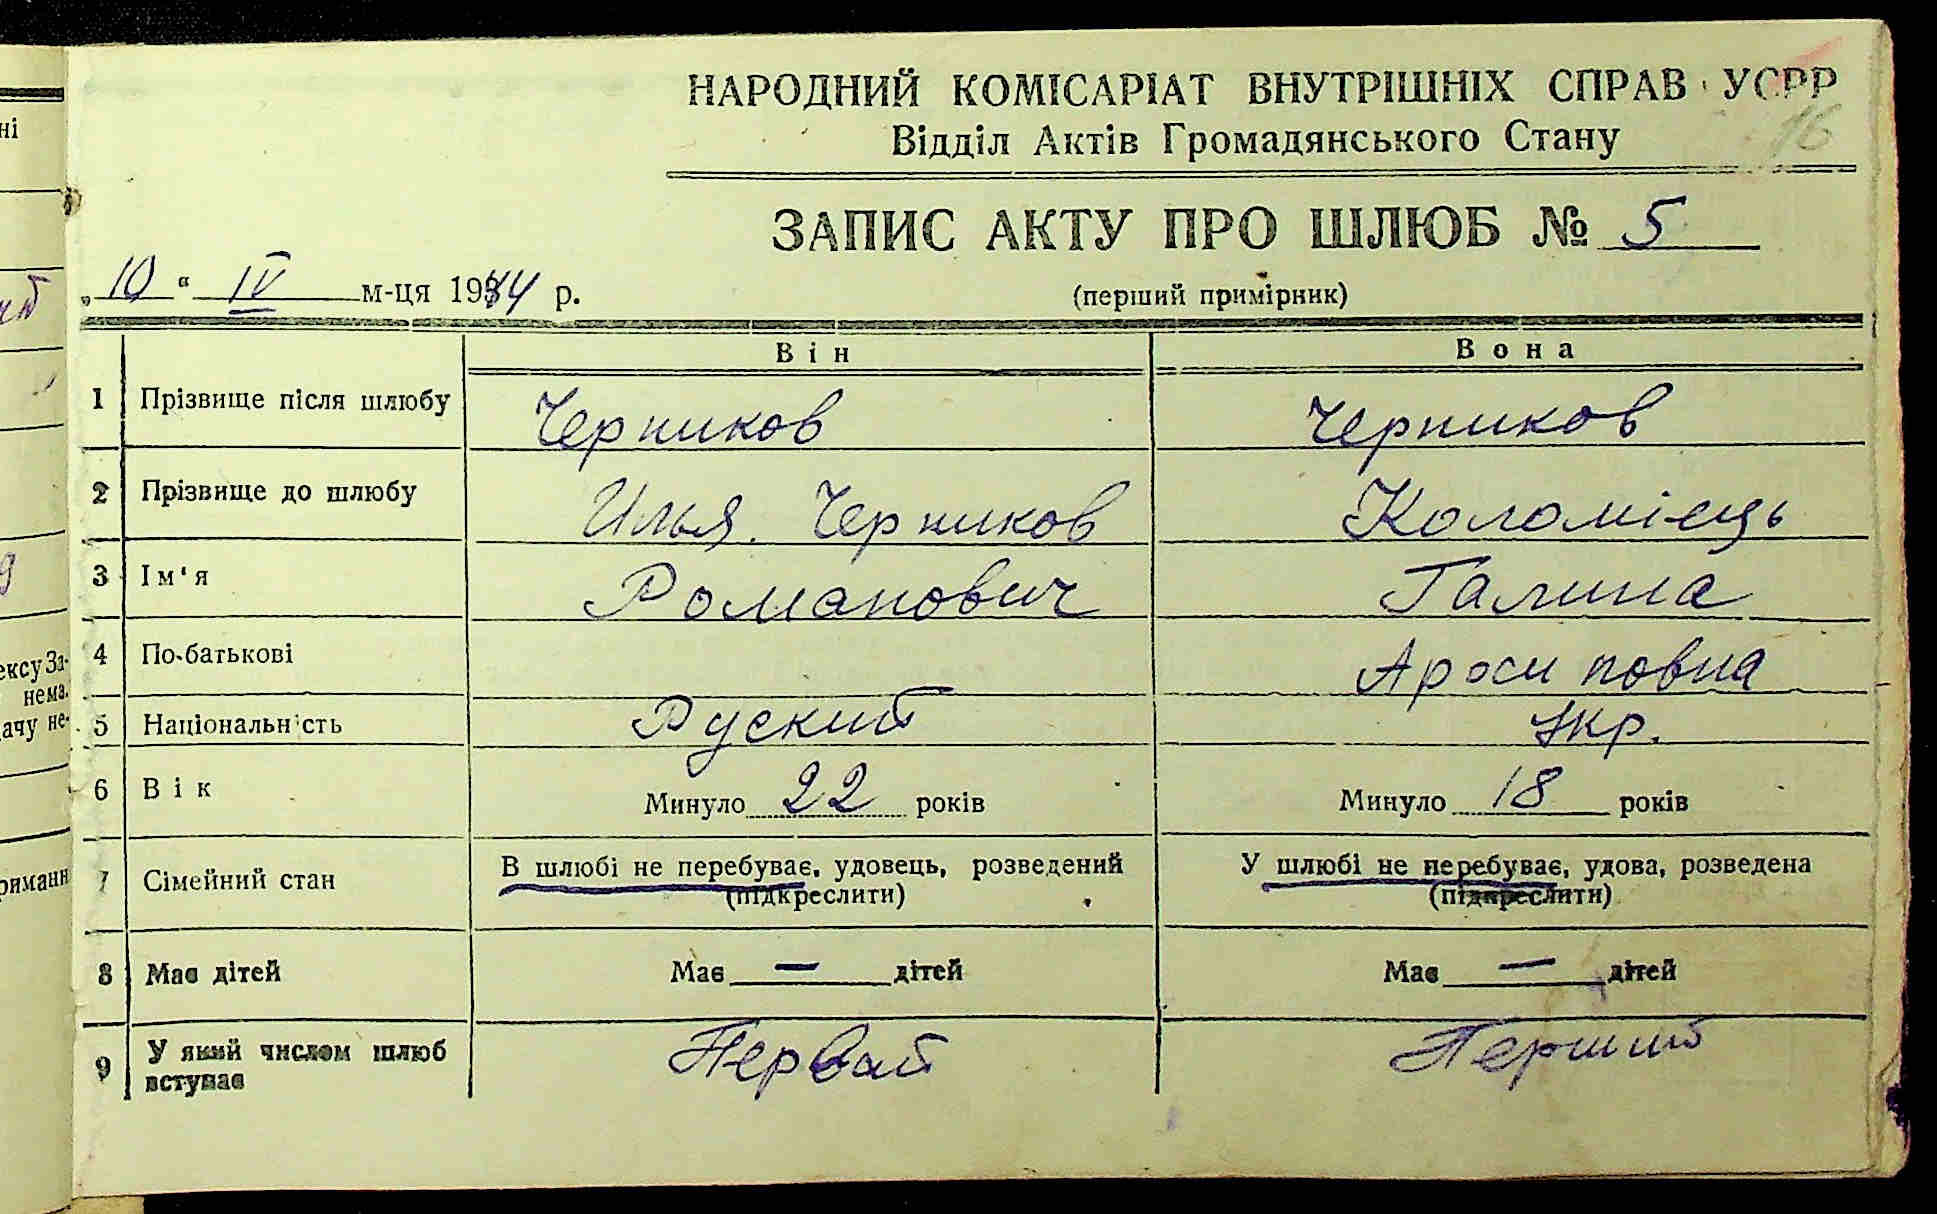 НАРОДНИЙ КОМІСАРІАТ ВНУТРІШНІХ СПРАВ УСРР
16
Відділ Актів Громадянського Стану
ЗАПИС АКТУ ПРО ШЛЮБ № 5
„10“ IV м-ця 1944 р.
(перший примірник)
Він Вона
1 Прізвище після шлюбу Черников Черников
2 Прізвище до шлюбу Илья. Черников Коломієць
3 Ім'я Романович Галина
4 По-батькові Аросиповна
5 Національність Руский Укр.
6 Вік Минуло 22 років Минуло 18 років
7 Сімейний стан В шлюбі не перебуває, удовець, розведений У шлюбі не перебуває, удова, розведена
(підкреслити) (підкреслити)
8 Має дітей Має — дітей Має — дітей
9 У який числом шлюб вступає Первай Перший